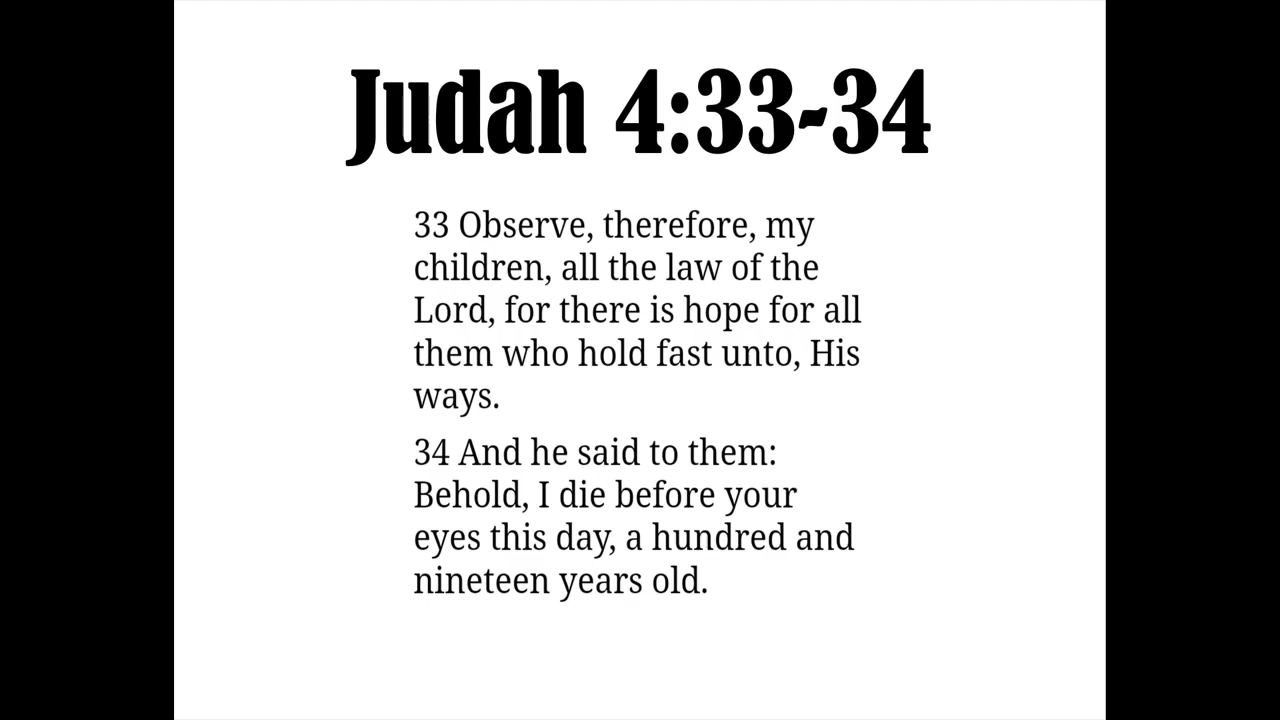 Judah 4:33-34
33 Observe, therefore, my
children, all the law of the
Lord, for there is hope for all
them who hold fast unto, His
ways.
34 And he said to them:
Behold, I die before your
eyes this day, a hundred and
nineteen years old.